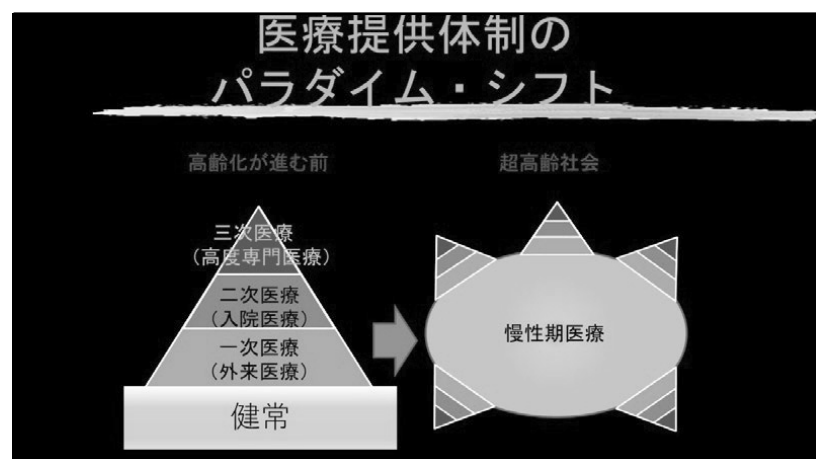 医療提供体制の
パラダイム・シフト
高齢化が進む前
超高齢社会
三次医療
(高度専門医療)
二次医療
(入院医療)
一次医療
(外来医療)
健常
慢性期医療